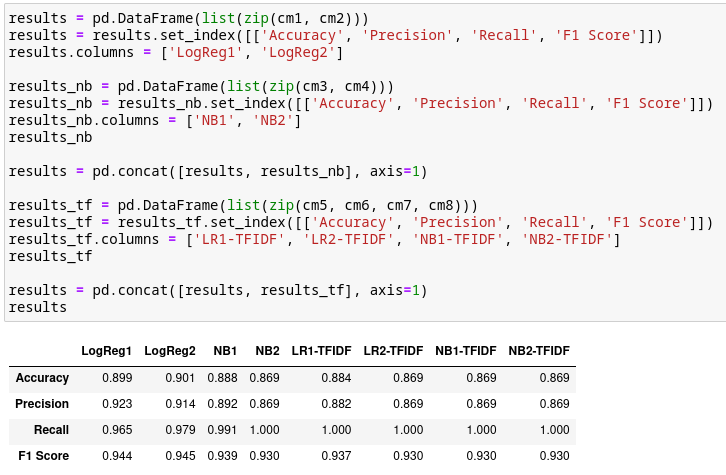 results = pd.DataFrame(list(zip(cm1, cm2)))
results = results.set_index([['Accuracy', 'Precision', 'Recall', 'F1 Score']])
results.columns = ['LogReg1', 'LogReg2']
results_nb = pd.DataFrame(list(zip(cm3, cm4)))
results_nb = results_nb.set_index([['Accuracy', 'Precision', 'Recall', 'F1 Score']])
results_nb.columns = ['NB1', 'NB2']
results_nb
results = pd.concat([results, results_nb], axis=1)
results_tf = pd.DataFrame(list(zip(cm5, cm6, cm7, cm8)))
results_tf = results_tf.set_index([['Accuracy', 'Precision', 'Recall', 'F1 Score']])
results_tf.columns = ['LR1-TFIDF', 'LR2-TFIDF', 'NB1-TFIDF', 'NB2-TFIDF']
results_tf
results = pd.concat([results, results_tf], axis=1)
results
LogReg1 LogReg2 NB1 NB2 LR1-TFIDF LR2-TFIDF NB1-TFIDF NB2-TFIDF
Accuracy 0.899 0.901 0.888 0.869 0.884 0.869 0.869 0.869
Precision 0.923 0.914 0.892 0.869 0.882 0.869 0.869 0.869
Recall 0.965 0.979 0.991 1.000 1.000 1.000 1.000 1.000
F1 Score 0.944 0.945 0.939 0.930 0.937 0.930 0.930 0.930